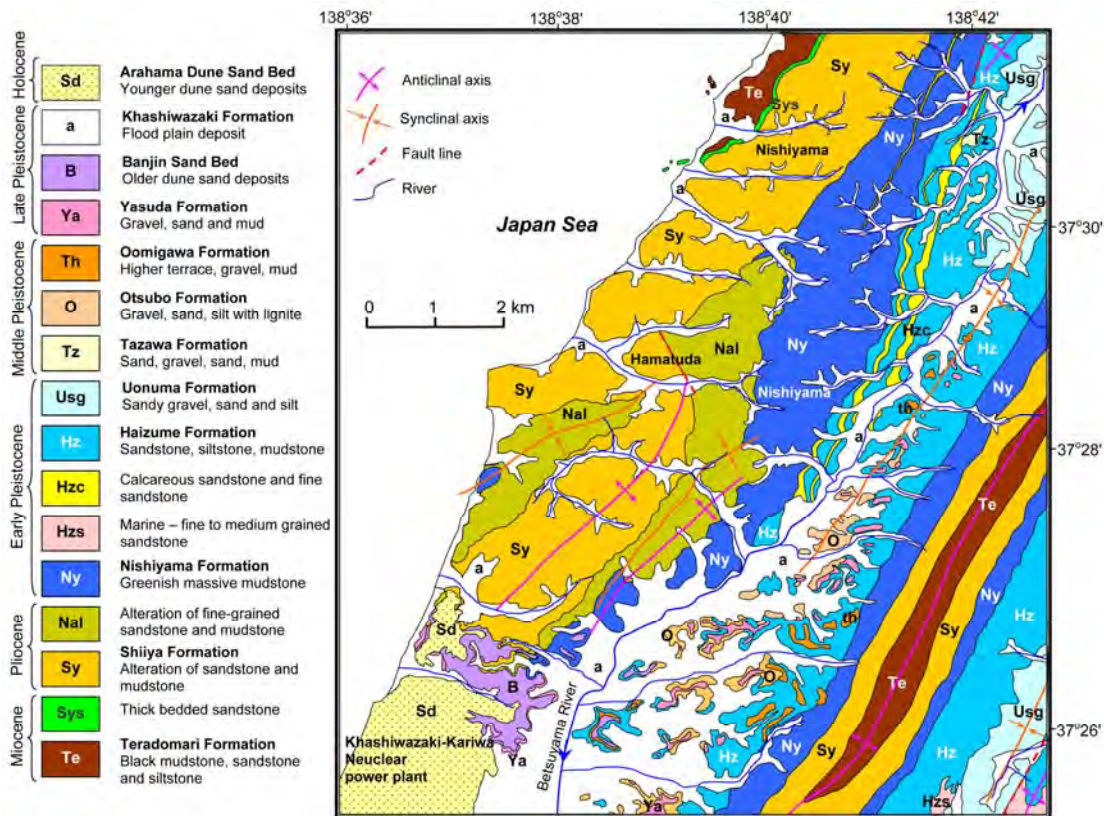 138°36'
138°38'
138°40'
138°42'
Holocene
Sd
Arahama Dune Sand Bed
Younger dune sand deposits
Late Pleistocene
a
Khashiwazaki Formation
Flood plain deposit
B
Banjin Sand Bed
Older dune sand deposits
Ya
Yasuda Formation
Gravel, sand and mud
Middle Pleistocene
Th
Oomigawa Formation
Higher terrace, gravel, mud
O
Otsubo Formation
Gravel, sand, silt with lignite
Tz
Tazawa Formation
Sand, gravel, sand, mud
Early Pleistocene
Usg
Uonuma Formation
Sandy gravel, sand and silt
Hz
Haizume Formation
Sandstone, siltstone, mudstone
Hzc
Calcareous sandstone and fine
sandstone
Hzs
Marine – fine to medium grained
sandstone
Ny
Nishiyama Formation
Greenish massive mudstone
Pliocene
Nal
Alteration of fine-grained
sandstone and mudstone
Sy
Shiiya Formation
Alteration of sandstone and
mudstone
Miocene
Sys
Thick bedded sandstone
Te
Teradomari Formation
Black mudstone, sandstone
and siltstone
Anticlinal axis
Synclinal axis
Fault line
River
Japan Sea
0 1 2 km
Te
Sy
Sys
a
Hz
Usg
Ny
Tz
a
Nishiyama
a
Usg
37°30'
Sy
Hz
a
Hzc
Hz
a
Hamatuda
Nal
Ny
Ny
Sy
Nishiyama
Nal
th
a
37°28'
Te
Sy
Hz
O
a
Ny
a
Ny
Hz
Sd
O
th
Sy
a
B
O
Te
Sd
Usg
37°26'
Khashiwazaki-Kariwa
Neuclear
power plant
Ya
Betsuyama River
Hz
Ny
Sy
Hz
Ya
Hzs